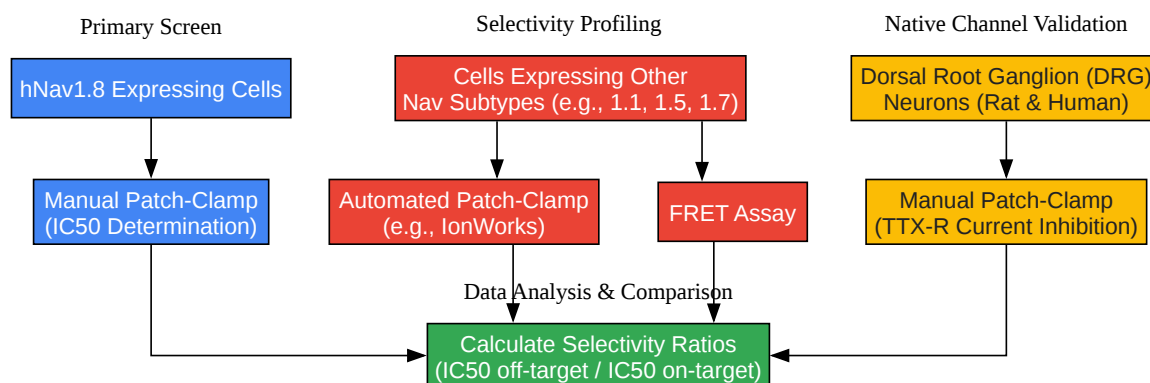 Primary Screen
Selectivity Profiling
Native Channel Validation
hNav1.8 Expressing Cells
Cells Expressing Other
Nav Subtypes (e.g., 1.1, 1.5, 1.7)
Dorsal Root Ganglion (DRG)
Neurons (Rat & Human)
Manual Patch-Clamp
(IC50 Determination)
Automated Patch-Clamp
(e.g., IonWorks)
FRET Assay
Manual Patch-Clamp
(TTX-R Current Inhibition)
Data Analysis & Comparison
Calculate Selectivity Ratios
(IC50 off-target / IC50 on-target)